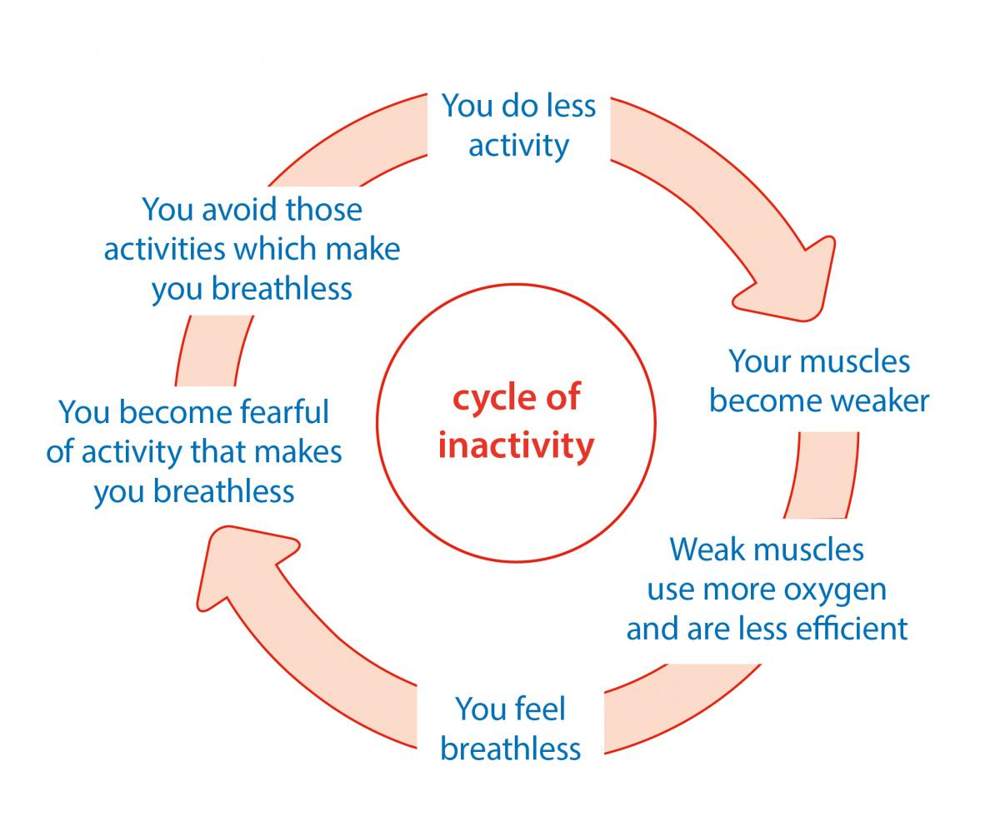 You do less
activity
Your muscles
become weaker
Weak muscles
use more oxygen
and are less efficient
You feel
breathless
You become fearful
of activity that makes
you breathless
You avoid those
activities which make
you breathless
cycle of
inactivity